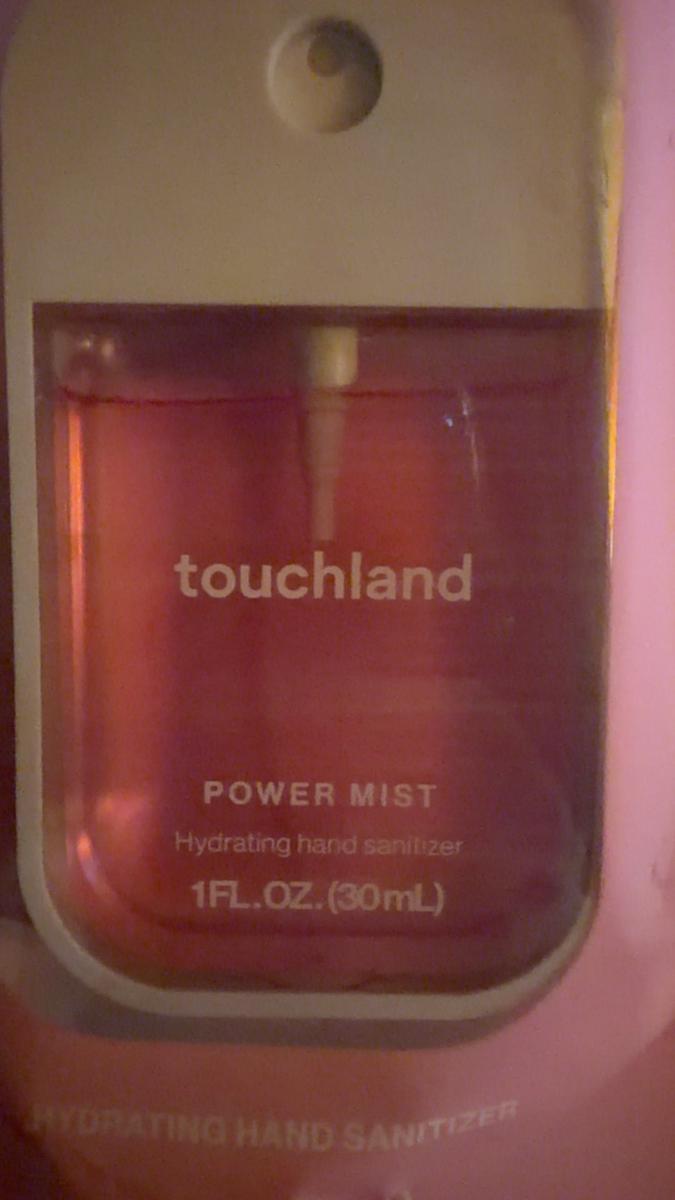 touchland
POWER MIST
Hydrating hand sanitizer
1FL.OZ.(30mL)
HYDRATING HAND SANITIZER